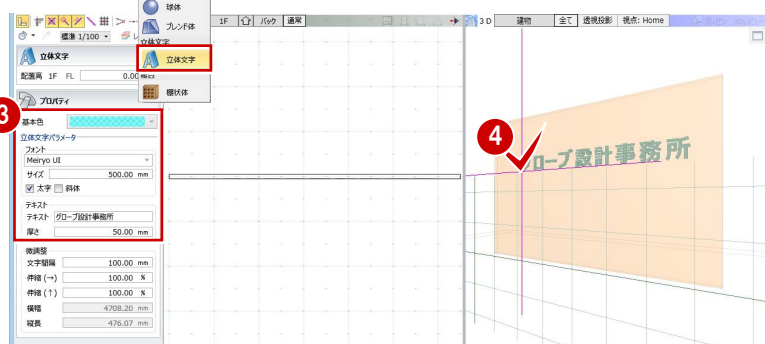 球体
ブレンド体
立体文字
立体文字
柵状体
標準 1/100
1F
バック
通常
3 D
建物
全て
透視投影
視点: Home
立体文字
配置高 1F FL 0.00
プロパティ
3
基本色
立体文字パラメータ
フォント
Meiryo UI
サイズ 500.00 mm
太字 斜体
テキスト
テキスト グローブ設計事務所
厚さ 50.00 mm
微調整
文字間隔 100.00 mm
伸縮 (→) 100.00 %
伸縮 (↑) 100.00 %
横幅 4708.20 mm
縦長 476.07 mm
4
グローブ設計事務所